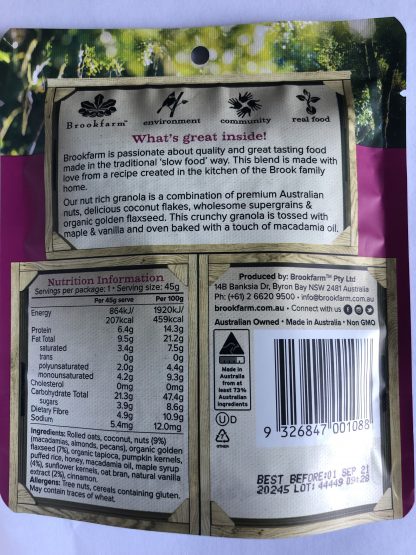 Brookfarm™ environment community real food
What's great inside!
Brookfarm is passionate about quality and great tasting food
made in the traditional 'slow food' way. This blend is made with
love from a recipe created in the kitchen of the Brook family
home.
Our nut rich granola is a combination of premium Australian
nuts, delicious coconut flakes, wholesome supergrains &
organic golden flaxseed. This crunchy granola is tossed with
maple & vanilla and oven baked with a touch of macadamia oil.
Nutrition Information
Servings per package: 1 • Serving size: 45g
Per 45g serve Per 100g
Energy 864kJ/ 1920kJ/
207kcal 459kcal
Protein 6.4g 14.3g
Fat Total 9.5g 21.2g
saturated 3.4g 7.5g
trans 0g 0g
polyunsaturated 2.0g 4.4g
monounsaturated 4.2g 9.3g
Cholesterol 0mg 0mg
Carbohydrate Total 21.3g 47.4g
sugars 3.9g 8.6g
Dietary Fibre 4.9g 10.9g
Sodium 5.4mg 12.0mg
Ingredients: Rolled oats, coconut, nuts (9%)
(macadamias, almonds, pecans), organic golden
flaxseed (7%), organic tapioca, pumpkin kernels,
puffed rice, honey, macadamia oil, maple syrup
(4%), sunflower kernels, oat bran, natural vanilla
extract (2%), cinnamon.
Allergens: Tree nuts, cereals containing gluten.
May contain traces of wheat.
Produced by: Brookfarm™ Pty Ltd
14B Banksia Dr, Byron Bay NSW 2481 Australia
Ph: (+61) 2 6620 9500 • info@brookfarm.com.au
brookfarm.com.au • Connect with us
Australian Owned • Made in Australia • Non GMO
Made in
Australia
from at
least 73%
Australian
ingredients
U D
9 326847 001088
BEST BEFORE:01 SEP 21
20245 LOT: 44449 09:28